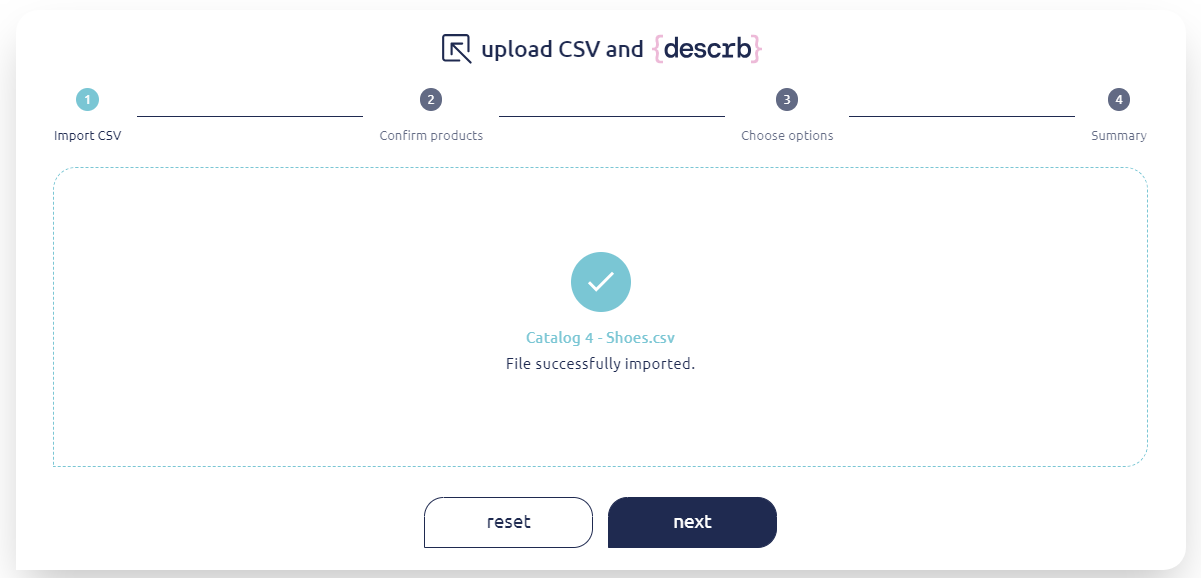 upload CSV and {descrb}
1 2 3 4
Import CSV Confirm products Choose options Summary
Catalog 4 - Shoes.csv
File successfully imported.
reset next